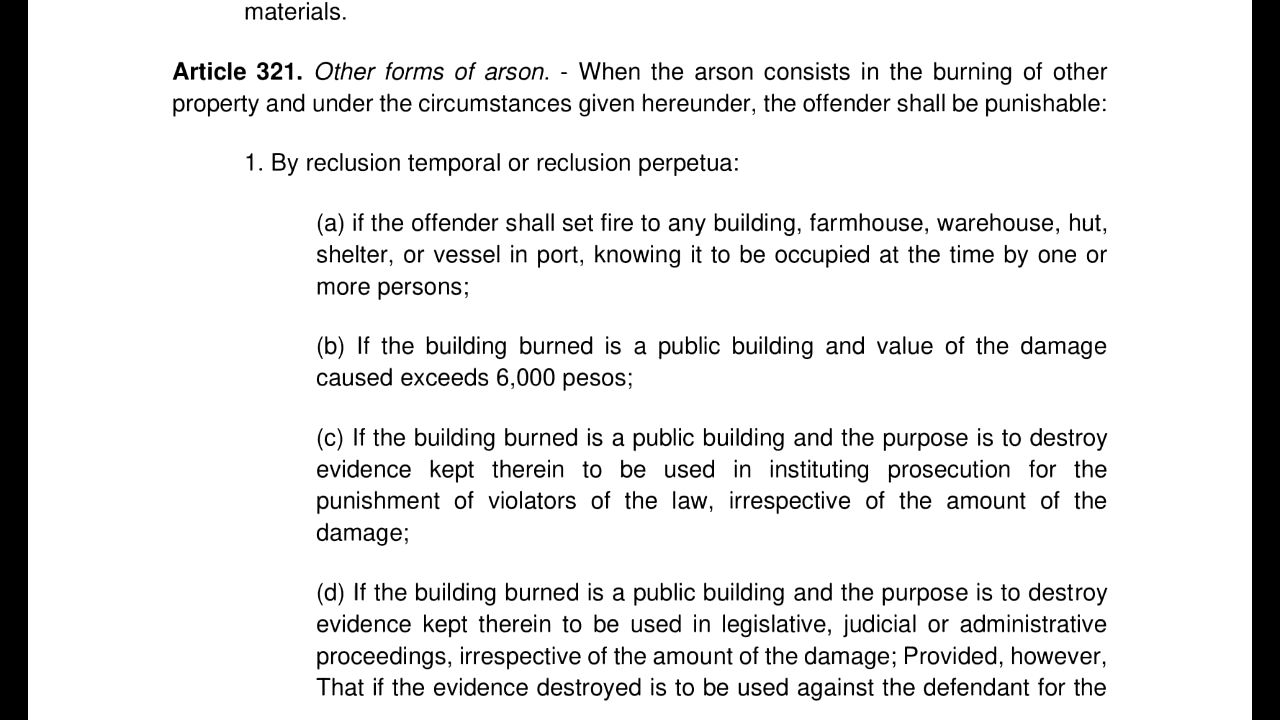 materials.
Article 321. Other forms of arson. - When the arson consists in the burning of other
property and under the circumstances given hereunder, the offender shall be punishable:
1. By reclusion temporal or reclusion perpetua:
(a) if the offender shall set fire to any building, farmhouse, warehouse, hut,
shelter, or vessel in port, knowing it to be occupied at the time by one or
more persons;
(b) If the building burned is a public building and value of the damage
caused exceeds 6,000 pesos;
(c) If the building burned is a public building and the purpose is to destroy
evidence kept therein to be used in instituting prosecution for the
punishment of violators of the law, irrespective of the amount of the
damage;
(d) If the building burned is a public building and the purpose is to destroy
evidence kept therein to be used in legislative, judicial or administrative
proceedings, irrespective of the amount of the damage; Provided, however,
That if the evidence destroyed is to be used against the defendant for the